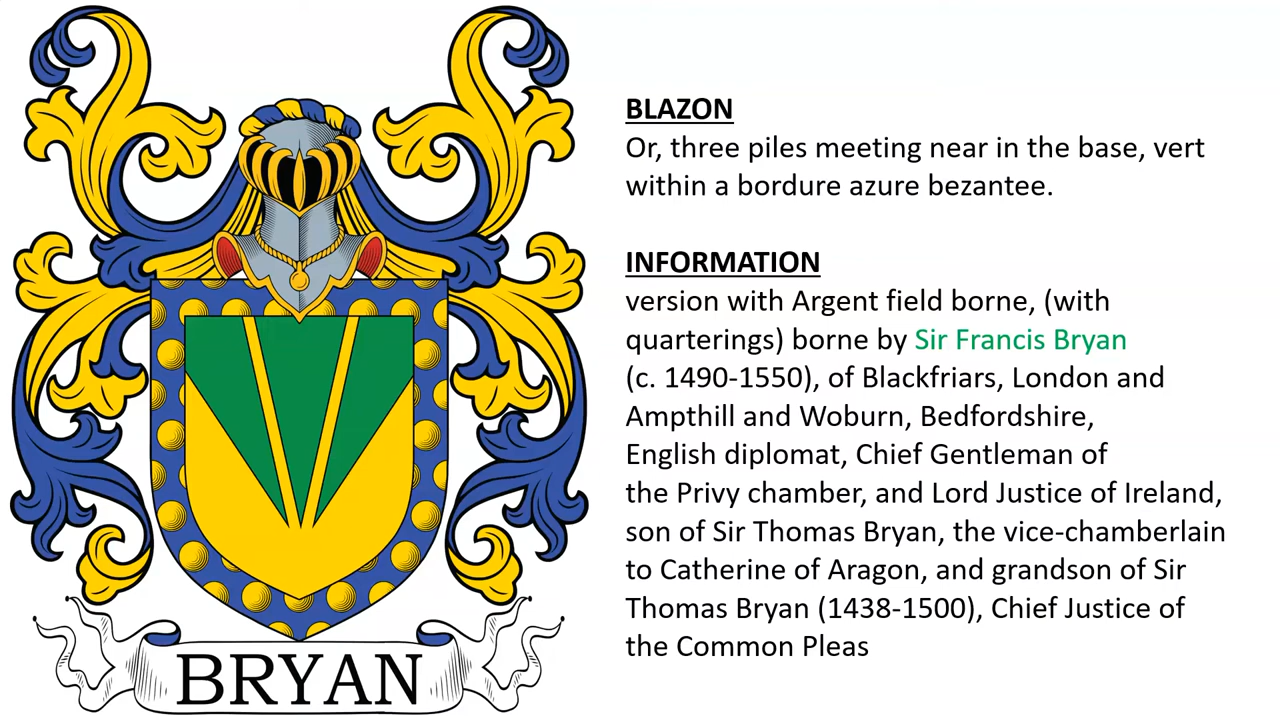 BLAZON
Or, three piles meeting near in the base, vert
within a bordure azure bezantee.
INFORMATION
version with Argent field borne, (with
quarterings) borne by Sir Francis Bryan
(c. 1490-1550), of Blackfriars, London and
Ampthill and Woburn, Bedfordshire,
English diplomat, Chief Gentleman of
the Privy chamber, and Lord Justice of Ireland,
son of Sir Thomas Bryan, the vice-chamberlain
to Catherine of Aragon, and grandson of Sir
Thomas Bryan (1438-1500), Chief Justice of
the Common Pleas
BRYAN